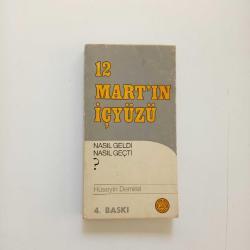 12
MART'IN
İÇYÜZÜ
NASIL GELDİ
NASIL GEÇTİ
?
Hüseyin Demirel
4. BASKI